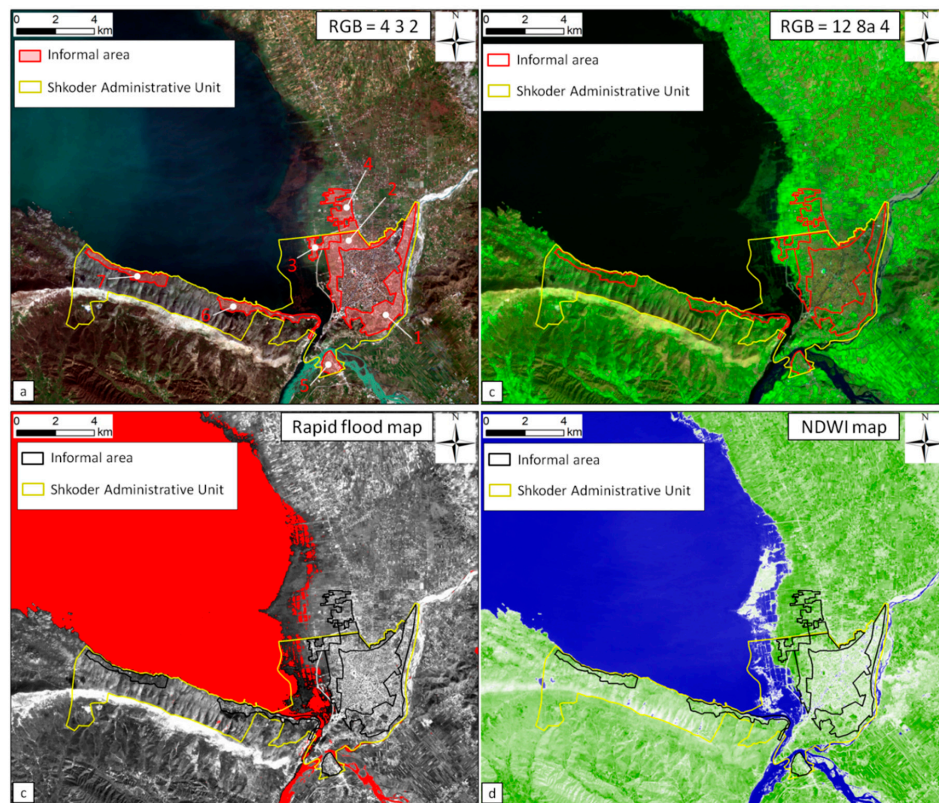 0 2 4
km
RGB = 4 3 2
N
Informal area
Shkoder Administrative Unit
4
2
3
7
6
1
5
a
0 2 4
km
RGB = 12 8a 4
N
Informal area
Shkoder Administrative Unit
c
0 2 4
km
Rapid flood map
N
Informal area
Shkoder Administrative Unit
c
0 2 4
km
NDWI map
N
Informal area
Shkoder Administrative Unit
d